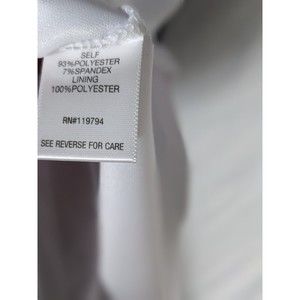 SELF
93%POLYESTER
7%SPANDEX
LINING
100%POLYESTER
RN#119794
SEE REVERSE FOR CARE